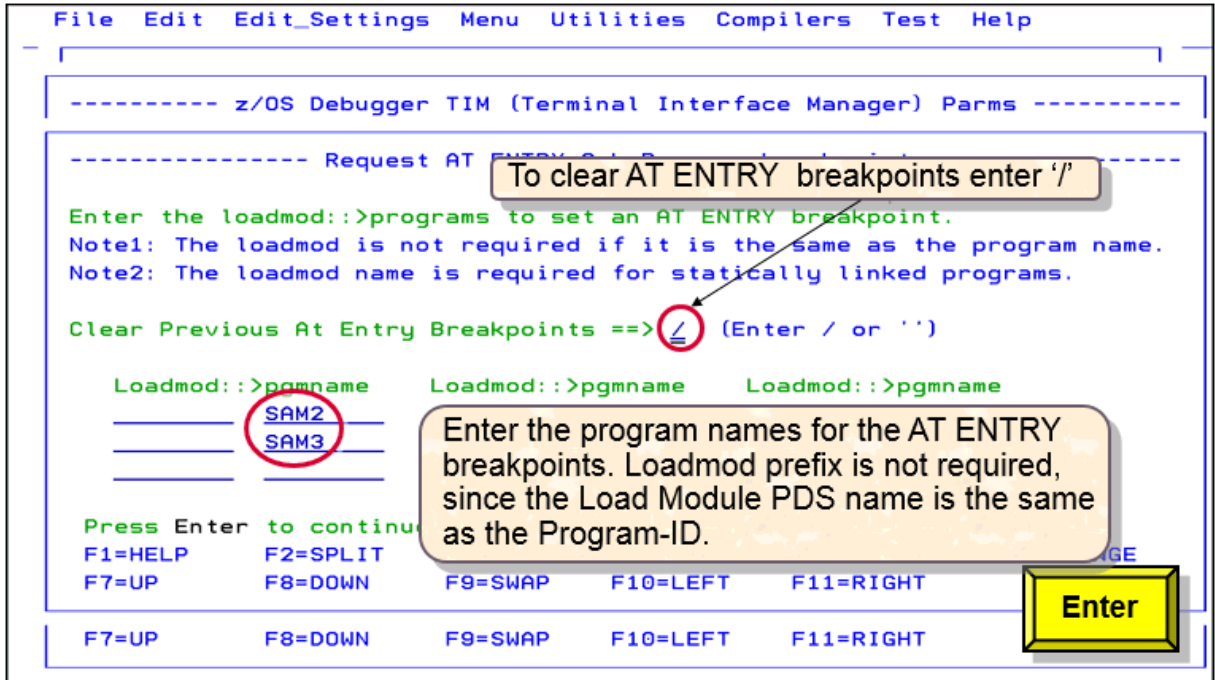 File Edit Edit_Settings Menu Utilities Compilers Test Help
---------- z/OS Debugger TIM (Terminal Interface Manager) Parms ----------
---------------- Request AT ENTRY
To clear AT ENTRY breakpoints enter ‘/’
Enter the loadmod::>programs to set an AT ENTRY breakpoint.
Note1: The loadmod is not required if it is the same as the program name.
Note2: The loadmod name is required for statically linked programs.
Clear Previous At Entry Breakpoints ==> / (Enter / or '')
Loadmod::>pgmname Loadmod::>pgmname Loadmod::>pgmname
SAM2
SAM3
Enter the program names for the AT ENTRY
breakpoints. Loadmod prefix is not required,
since the Load Module PDS name is the same
as the Program-ID.
Press Enter to continu
F1=HELP F2=SPLIT NGE
F7=UP F8=DOWN F9=SWAP F10=LEFT F11=RIGHT
Enter
F7=UP F8=DOWN F9=SWAP F10=LEFT F11=RIGHT